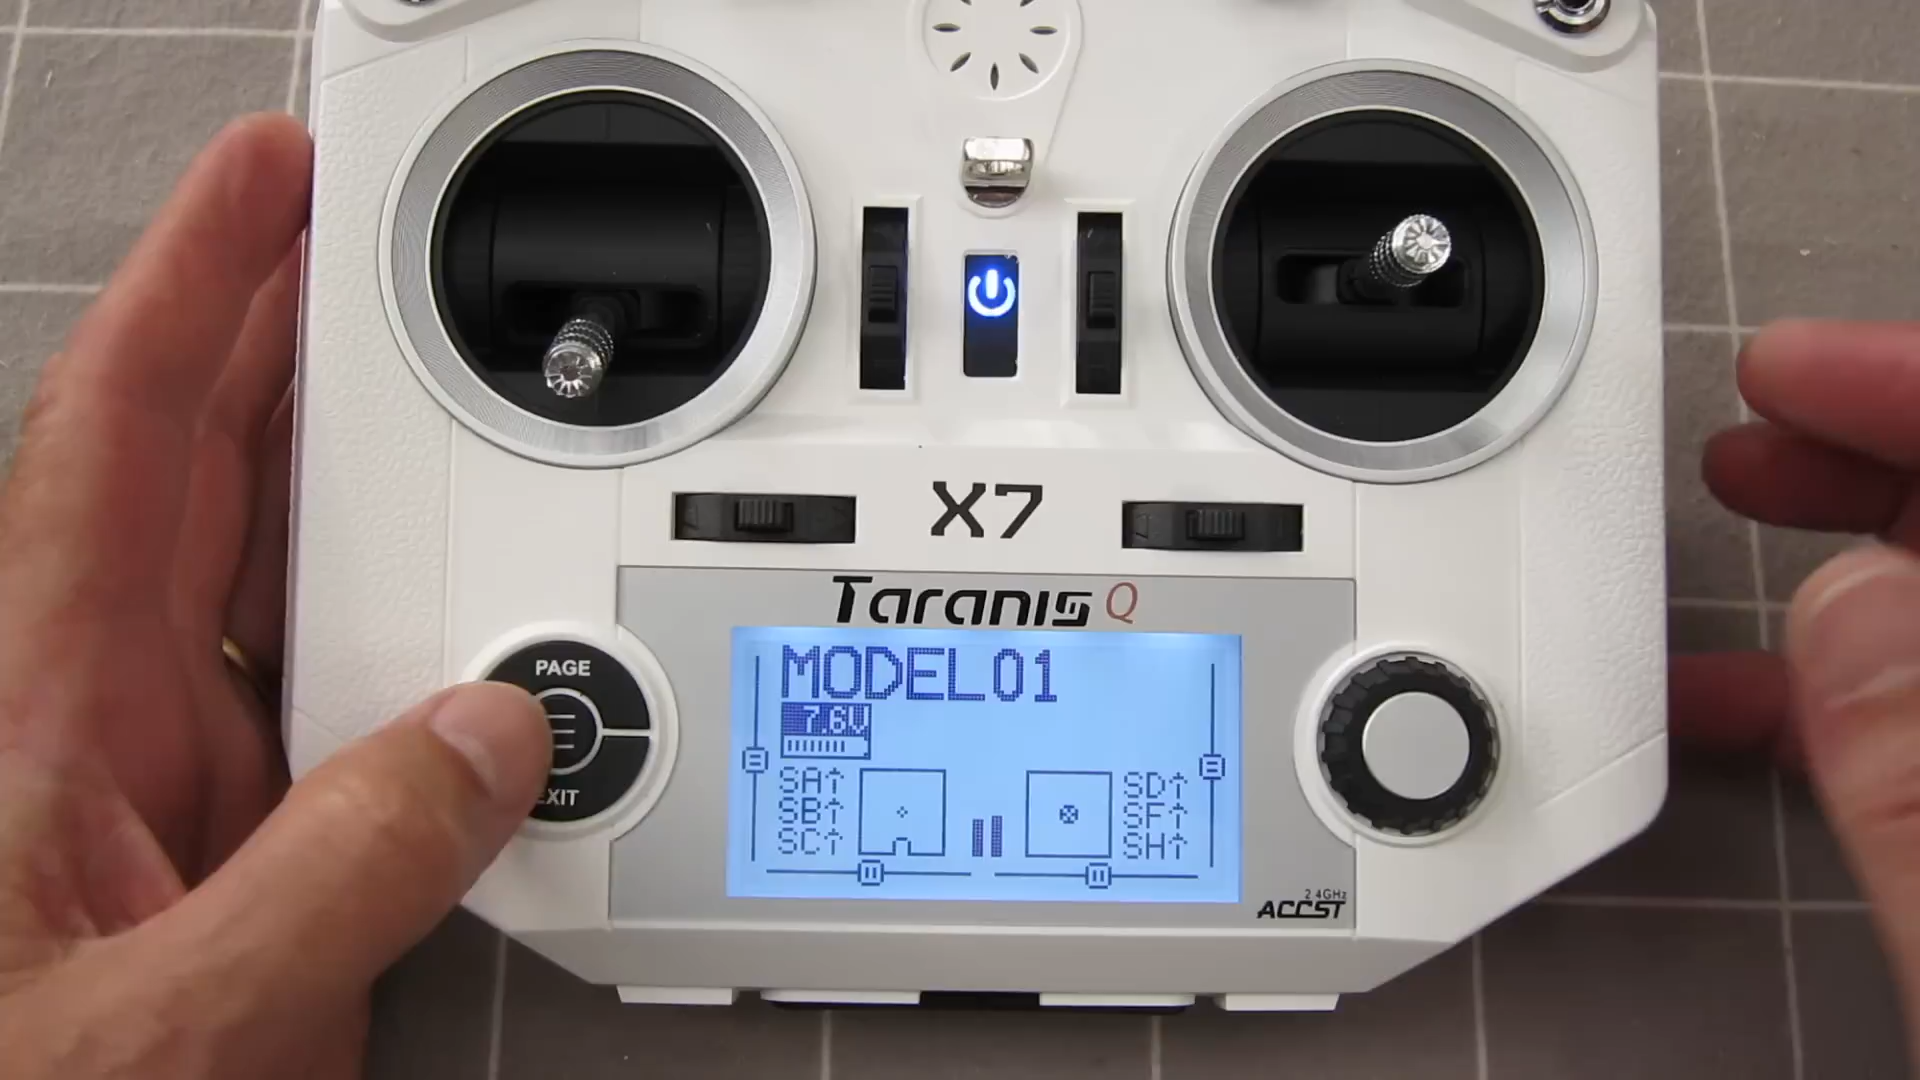 X7
Taranis Q
PAGE
EXIT
MODEL01
7.6V
SA↑
SB↑
SC↑
SD↑
SF↑
SH↑
2.4GHz
ACCST